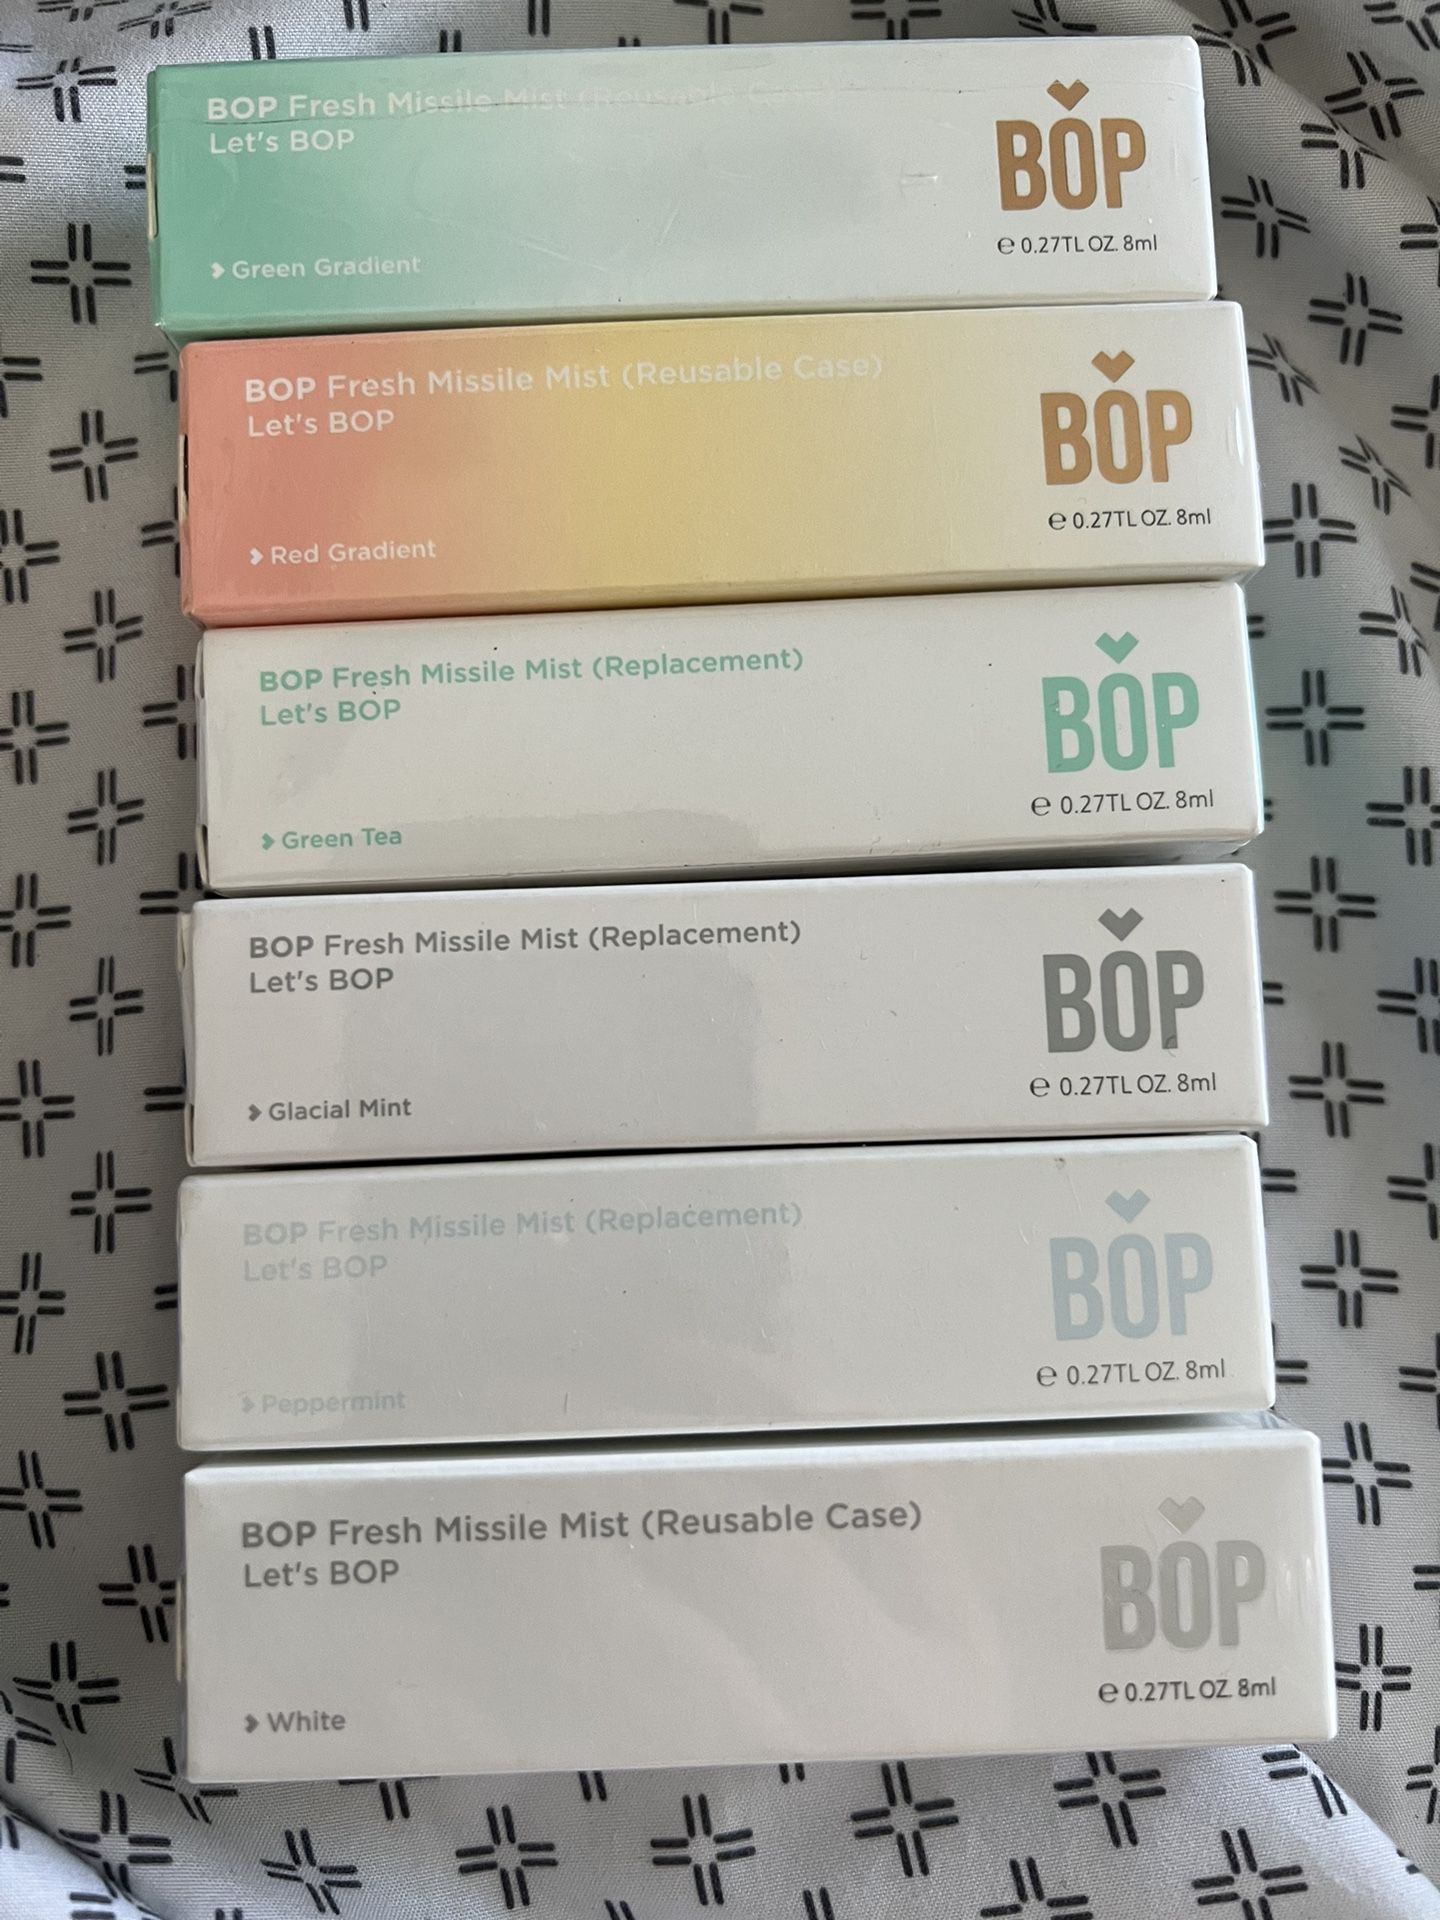 BOP Fresh Missile Mist (Reusable Case)
Let's BOP
BOP
℮ 0.27TL OZ. 8ml
Green Gradient
BOP Fresh Missile Mist (Reusable Case)
Let's BOP
BOP
℮ 0.27TL OZ. 8ml
Red Gradient
BOP Fresh Missile Mist (Replacement)
Let's BOP
BOP
℮ 0.27TL OZ. 8ml
Green Tea
BOP Fresh Missile Mist (Replacement)
Let's BOP
BOP
℮ 0.27TL OZ. 8ml
Glacial Mint
BOP Fresh Missile Mist (Replacement)
Let's BOP
BOP
℮ 0.27TL OZ. 8ml
Peppermint
BOP Fresh Missile Mist (Reusable Case)
Let's BOP
BOP
℮ 0.27TL OZ. 8ml
White